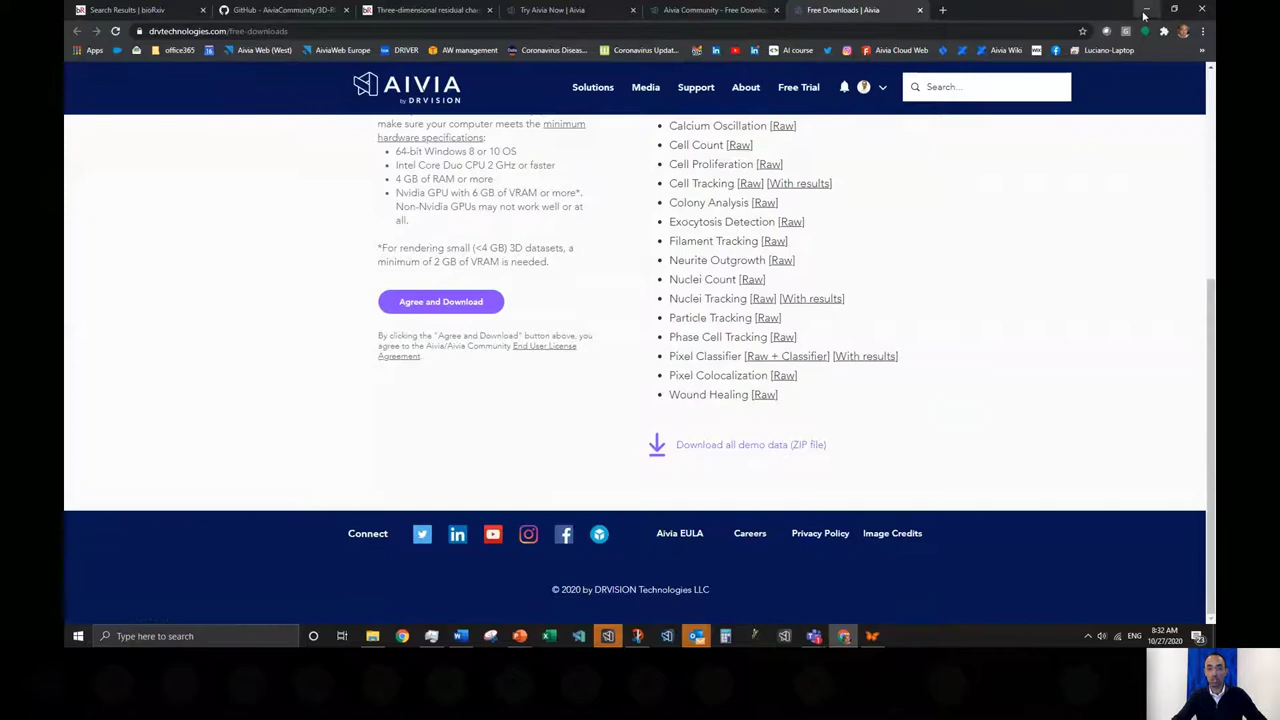 Search Results | bioRxiv
GitHub - AiviaCommunity/3D-R
Three-dimensional residual cha
Try Aivia Now | Aivia
Aivia Community - Free Downlo
Free Downloads | Aivia
drvtechnologies.com/free-downloads
Apps
office365
Aivia Web (West)
AiviaWeb Europe
DRIVER
AW management
Coronavirus Diseas...
Coronavirus Updat...
AI course
Aivia Cloud Web
Aivia Wiki
Luciano-Laptop
AIVIA
by DRVISION
Solutions
Media
Support
About
Free Trial
Search...
make sure your computer meets the minimum
hardware specifications:
• 64-bit Windows 8 or 10 OS
• Intel Core Duo CPU 2 GHz or faster
• 4 GB of RAM or more
• Nvidia GPU with 6 GB of VRAM or more*.
Non-Nvidia GPUs may not work well or at
all.
*For rendering small (<4 GB) 3D datasets, a
minimum of 2 GB of VRAM is needed.
Agree and Download
By clicking the "Agree and Download" button above, you
agree to the Aivia/Aivia Community End User License
Agreement.
• Calcium Oscillation [Raw]
• Cell Count [Raw]
• Cell Proliferation [Raw]
• Cell Tracking [Raw] [With results]
• Colony Analysis [Raw]
• Exocytosis Detection [Raw]
• Filament Tracking [Raw]
• Neurite Outgrowth [Raw]
• Nuclei Count [Raw]
• Nuclei Tracking [Raw] [With results]
• Particle Tracking [Raw]
• Phase Cell Tracking [Raw]
• Pixel Classifier [Raw + Classifier] [With results]
• Pixel Colocalization [Raw]
• Wound Healing [Raw]
Download all demo data (ZIP file)
Connect
Aivia EULA
Careers
Privacy Policy
Image Credits
© 2020 by DRVISION Technologies LLC
Type here to search
ENG
8:32 AM
10/27/2020
23